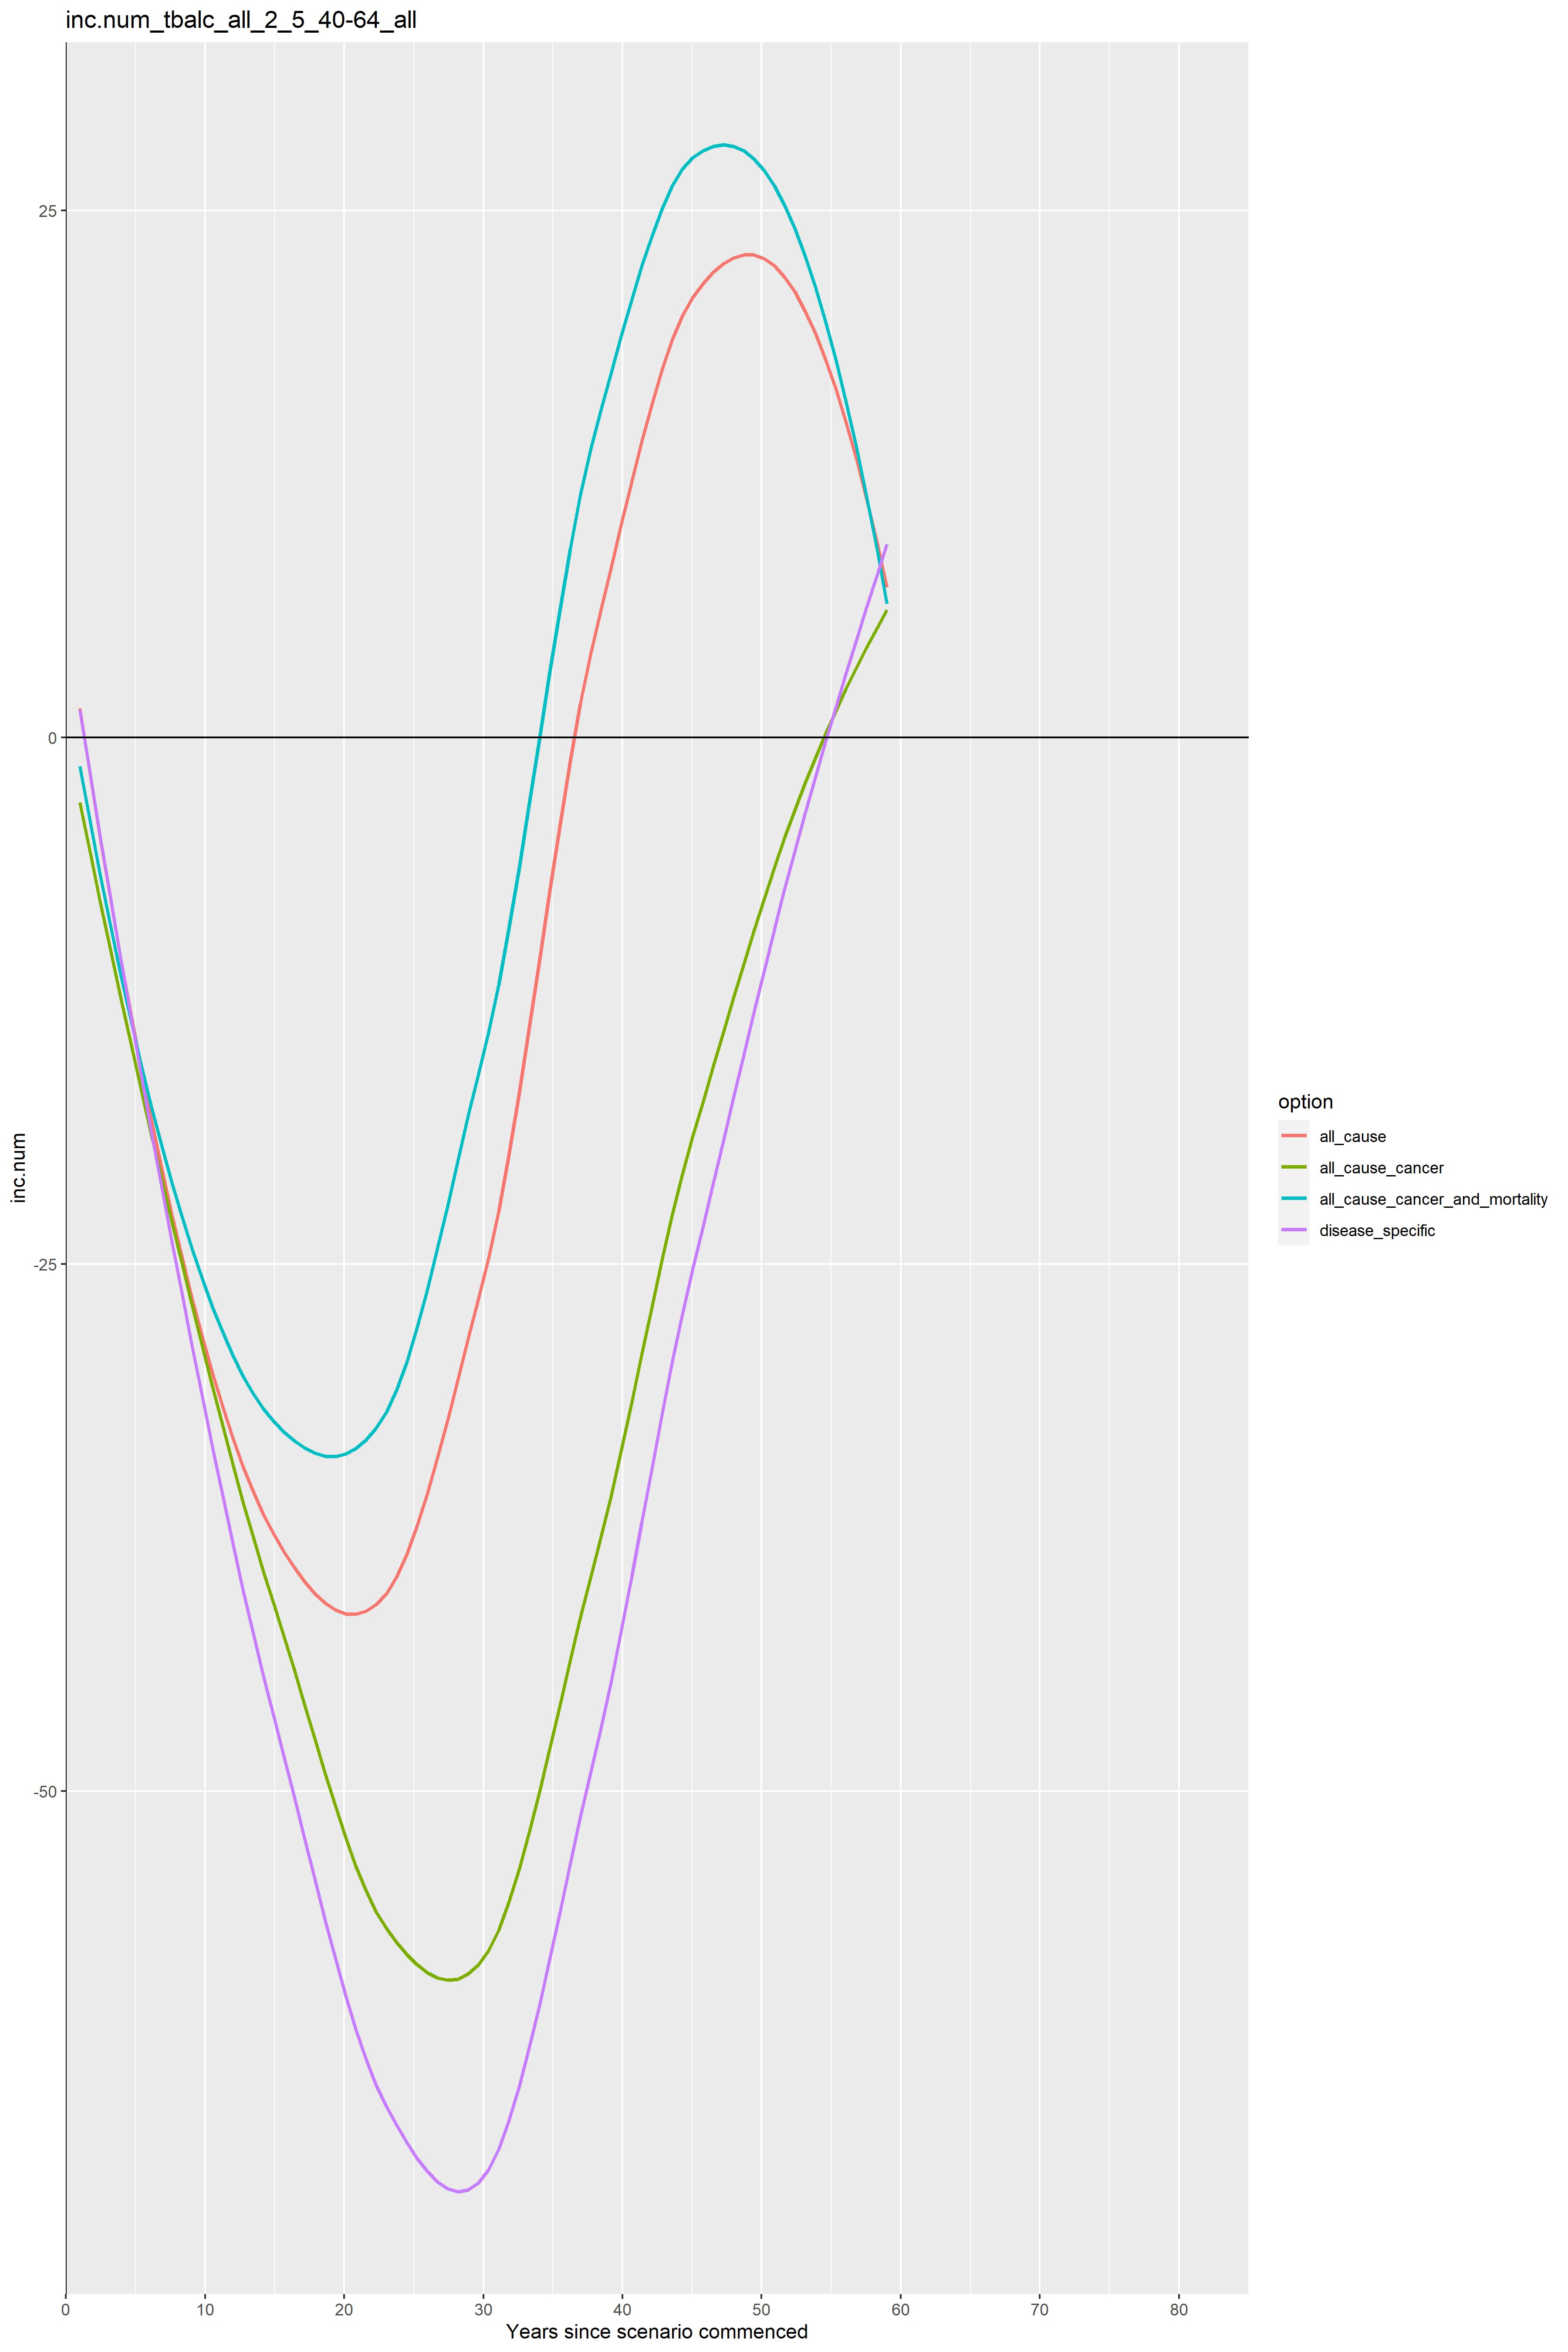 inc.num_tbalc_all_2_5_40-64_all
25
0
-25
-50
inc.num
0 10 20 30 40 50 60 70 80
Years since scenario commenced
option
all_cause
all_cause_cancer
all_cause_cancer_and_mortality
disease_specific